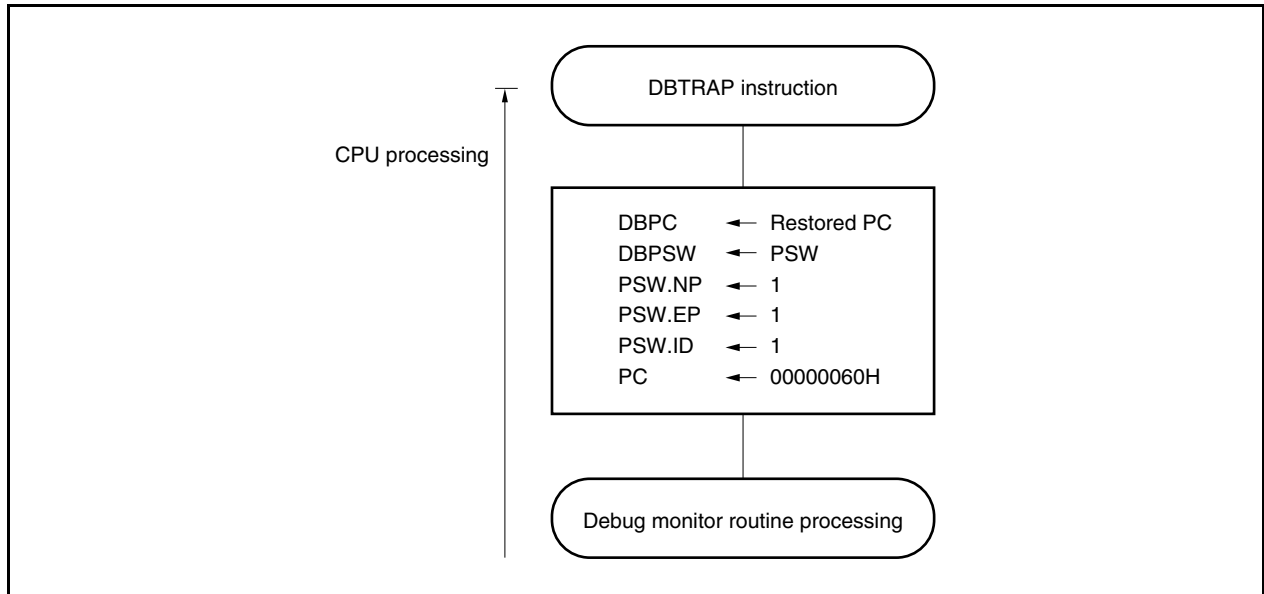 DBTRAP instruction
CPU processing
DBPC ← Restored PC
DBPSW ← PSW
PSW.NP ← 1
PSW.EP ← 1
PSW.ID ← 1
PC ← 00000060H
Debug monitor routine processing